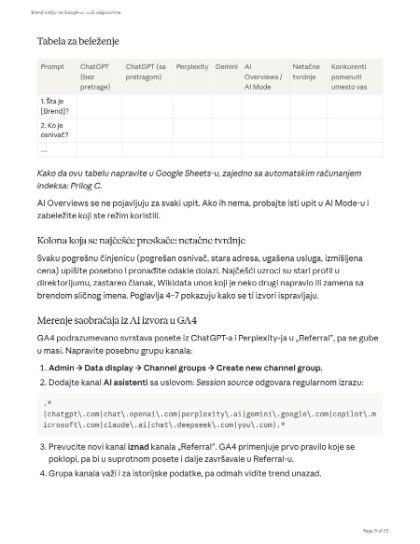 Brend vidljiv na Google-u i u AI odgovorima
Tabela za beleženje
Prompt
ChatGPT (bez pretrage)
ChatGPT (sa pretragom)
Perplexity
Gemini
AI Overviews / AI Mode
Netačne tvrdnje
Konkurenti pomenuti umesto vas
1. Šta je [Brend]?
2. Ko je osnivač?
...
Kako da ovu tabelu napravite u Google Sheets-u, zajedno sa automatskim računanjem
indeksa: Prilog C.
AI Overviews se ne pojavljuju za svaki upit. Ako ih nema, probajte isti upit u AI Mode-u i
zabeležite koji ste režim koristili.
Kolona koja se najčešće preskače: netačne tvrdnje
Svaku pogrešnu činjenicu (pogrešan osnivač, stara adresa, ugašena usluga, izmišljena
cena) upišite posebno i pronađite odakle dolazi. Najčešći uzroci su stari profil u
direktorijumu, zastareo članak, Wikidata unos koji je neko drugi napravio ili zamena sa
brendom sličnog imena. Poglavlja 4–7 pokazuju kako se ti izvori ispravljaju.
Merenje saobraćaja iz AI izvora u GA4
GA4 podrazumevano svrstava posete iz ChatGPT-a i Perplexity-ja u „Referral", pa se gube
u masi. Napravite posebnu grupu kanala:
1. Admin → Data display → Channel groups → Create new channel group.
2. Dodajte kanal AI asistenti sa uslovom: Session source odgovara regularnom izrazu:
.*
(chatgpt\.com|chat\.openai\.com|perplexity\.ai|gemini\.google\.com|copilot\.m
icrosoft\.com|claude\.ai|chat\.deepseek\.com|you\.com).*
3. Prevucite novi kanal iznad kanala „Referral". GA4 primenjuje prvo pravilo koje se
poklopi, pa bi u suprotnom posete i dalje završavale u Referral-u.
4. Grupa kanala važi i za istorijske podatke, pa odmah vidite trend unazad.
Page 9 of 55